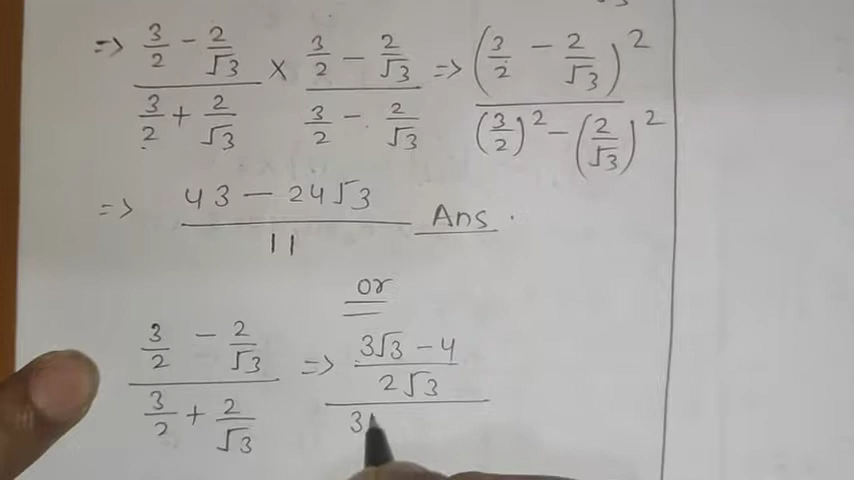 => (3/2 - 2/√3)/(3/2 + 2/√3) × (3/2 - 2/√3)/(3/2 - 2/√3) => (3/2 - 2/√3)²/((3/2)² - (2/√3)²)
=> (43 - 24√3)/11 Ans.
or
(3/2 - 2/√3)/(3/2 + 2/√3) => ((3√3 - 4)/(2√3))/(3